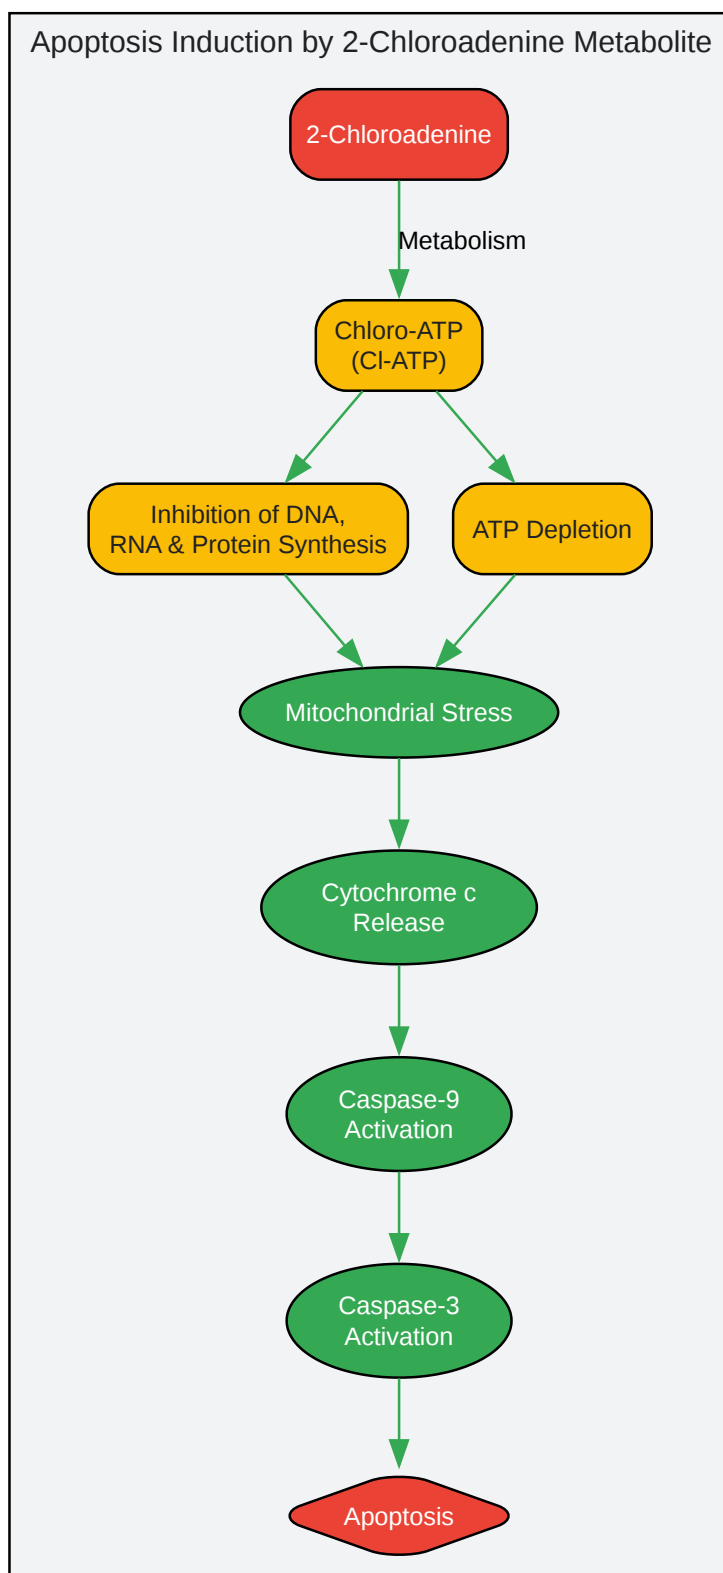 Apoptosis Induction by 2-Chloroadenine Metabolite
2-Chloroadenine
Metabolism
Chloro-ATP
(Cl-ATP)
Inhibition of DNA,
RNA & Protein Synthesis
ATP Depletion
Mitochondrial Stress
Cytochrome c
Release
Caspase-9
Activation
Caspase-3
Activation
Apoptosis